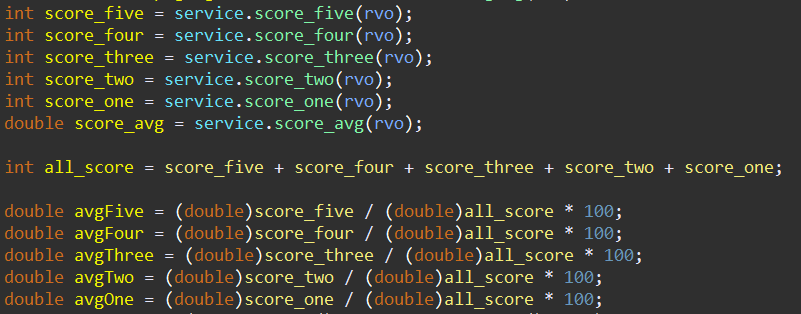 int score_five = service.score_five(rvo);
int score_four = service.score_four(rvo);
int score_three = service.score_three(rvo);
int score_two = service.score_two(rvo);
int score_one = service.score_one(rvo);
double score_avg = service.score_avg(rvo);
int all_score = score_five + score_four + score_three + score_two + score_one;
double avgFive = (double)score_five / (double)all_score * 100;
double avgFour = (double)score_four / (double)all_score * 100;
double avgThree = (double)score_three / (double)all_score * 100;
double avgTwo = (double)score_two / (double)all_score * 100;
double avgOne = (double)score_one / (double)all_score * 100;